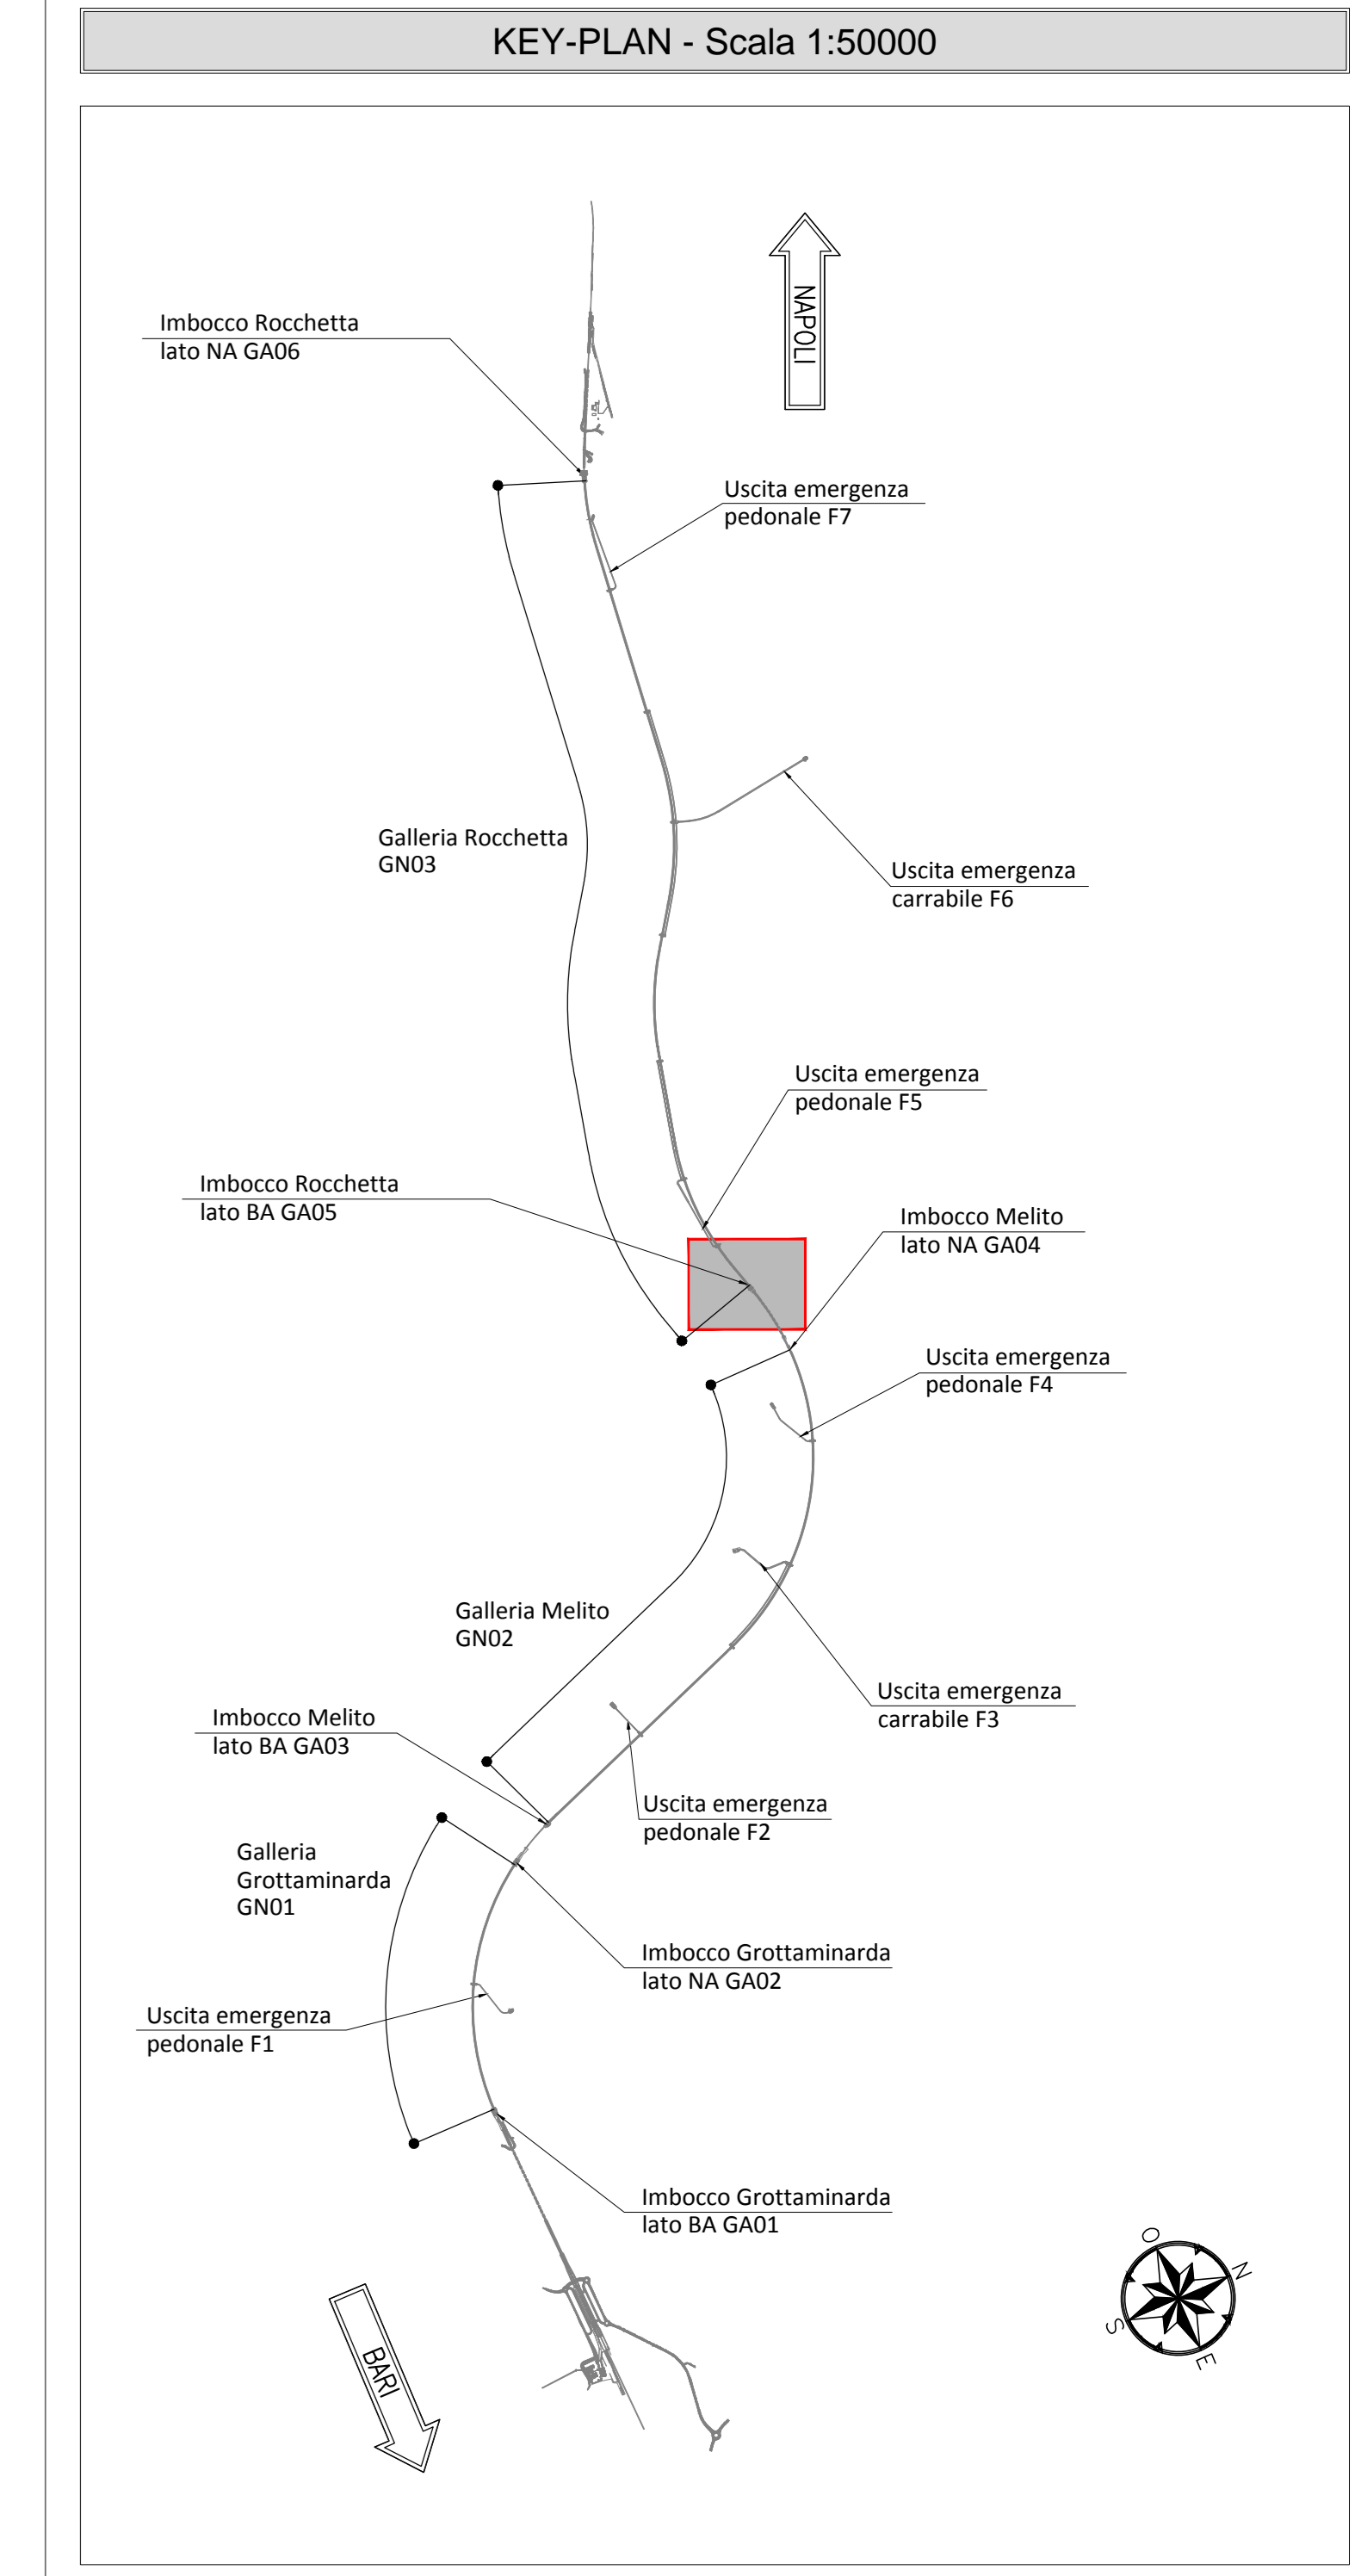 KEY-PLAN - Scala 1:50000
NAPOLI
Imbocco Rocchetta
lato NA GA06
Uscita emergenza
pedonale F7
Galleria Rocchetta
GN03
Uscita emergenza
carrabile F6
Uscita emergenza
pedonale F5
Imbocco Rocchetta
lato BA GA05
Imbocco Melito
lato NA GA04
Uscita emergenza
pedonale F4
Galleria Melito
GN02
Uscita emergenza
carrabile F3
Imbocco Melito
lato BA GA03
Uscita emergenza
pedonale F2
Galleria
Grottaminarda
GN01
Imbocco Grottaminarda
lato NA GA02
Uscita emergenza
pedonale F1
Imbocco Grottaminarda
lato BA GA01
BARI
O
N
S
E